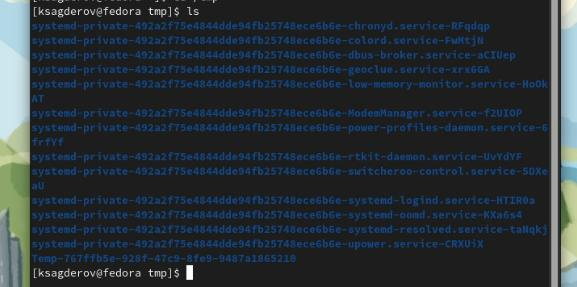 [ksagderov@fedora tmp]$ ls
systemd-private-492a2f75e4844dde94fb25748ece6b6e-chronyd.service-RFqdqp
systemd-private-492a2f75e4844dde94fb25748ece6b6e-colord.service-FwMtjN
systemd-private-492a2f75e4844dde94fb25748ece6b6e-dbus-broker.service-aCIUep
systemd-private-492a2f75e4844dde94fb25748ece6b6e-geoclue.service-xrx6GA
systemd-private-492a2f75e4844dde94fb25748ece6b6e-low-memory-monitor.service-HoOk
AT
systemd-private-492a2f75e4844dde94fb25748ece6b6e-ModemManager.service-f2UIOP
systemd-private-492a2f75e4844dde94fb25748ece6b6e-power-profiles-daemon.service-6
frfYf
systemd-private-492a2f75e4844dde94fb25748ece6b6e-rtkit-daemon.service-UvYdYF
systemd-private-492a2f75e4844dde94fb25748ece6b6e-switcheroo-control.service-5DXe
aU
systemd-private-492a2f75e4844dde94fb25748ece6b6e-systemd-logind.service-HTIR0a
systemd-private-492a2f75e4844dde94fb25748ece6b6e-systemd-oomd.service-KXa6s4
systemd-private-492a2f75e4844dde94fb25748ece6b6e-systemd-resolved.service-taNqkj
systemd-private-492a2f75e4844dde94fb25748ece6b6e-upower.service-CRXUiX
Temp-767ffb5e-928f-47c9-8fe9-9487a1865210
[ksagderov@fedora tmp]$